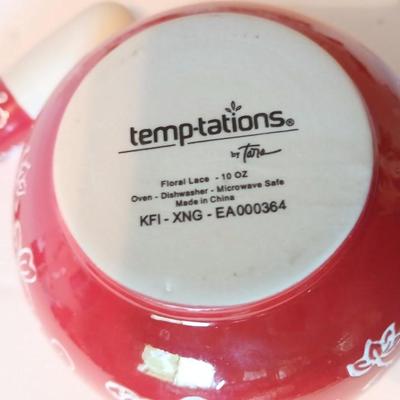 temp-tations®
by Tara
Floral Lace - 10 OZ
Oven - Dishwasher - Microwave Safe
Made in China
KFI - XNG - EA000364